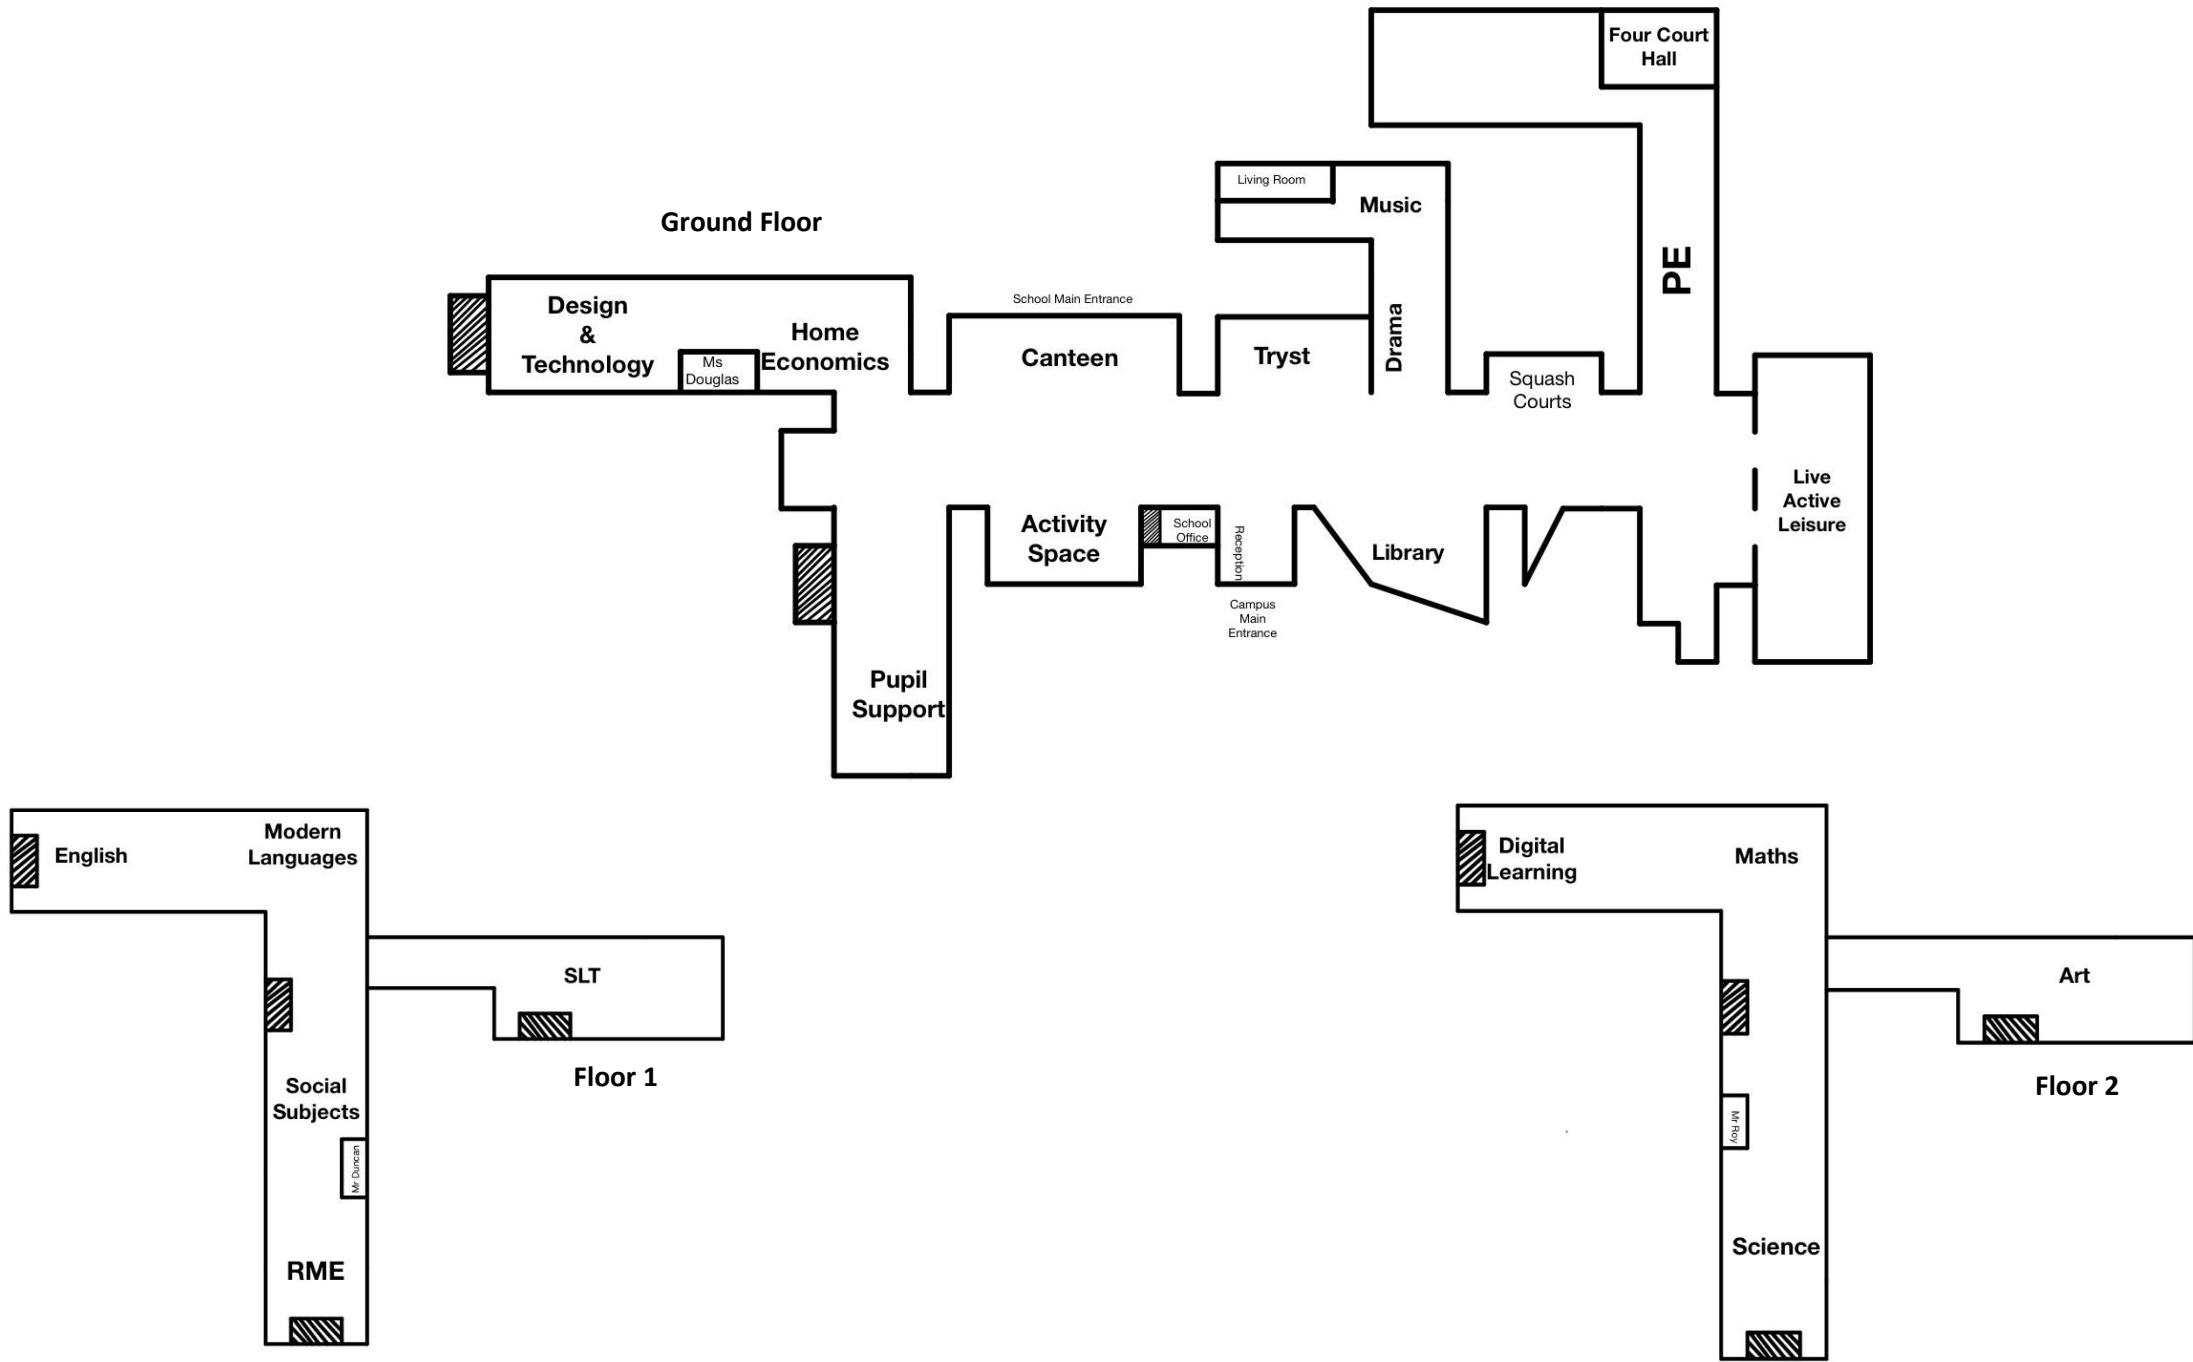 Four Court
Hall
Living Room
Music
Ground Floor
PE
School Main Entrance
Design
&
Technology
Home
Economics
Ms
Douglas
Canteen
Tryst
Drama
Squash
Courts
Live
Active
Leisure
Activity
Space
School
Office
Reception
Library
Campus
Main
Entrance
Pupil
Support
English
Modern
Languages
SLT
Floor 1
Social
Subjects
Mr Duncan
RME
Digital
Learning
Maths
Art
Floor 2
Mr Roy
Science